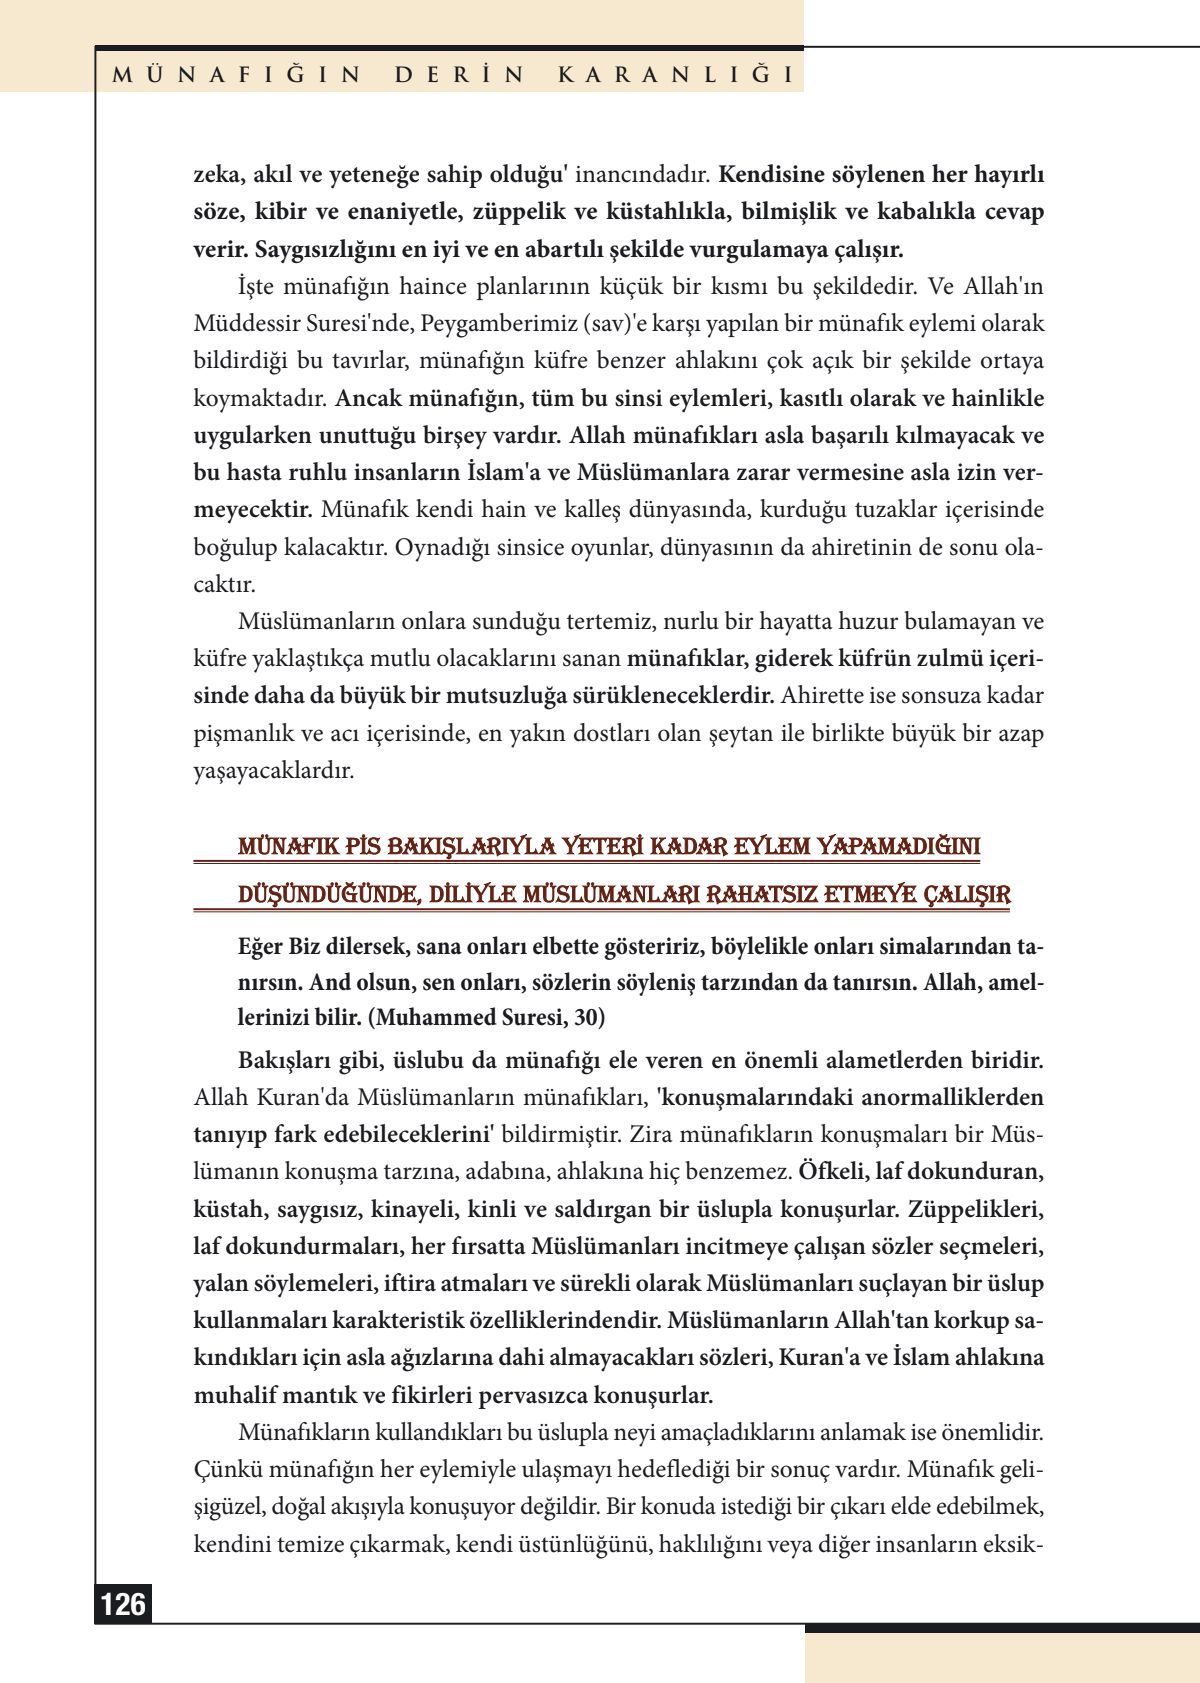 MÜNAFIĞIN DERİN KARANLIĞI
zeka, akıl ve yeteneğe sahip olduğu' inancındadır. Kendisine söylenen her hayırlı
söze, kibir ve enaniyetle, züppelik ve küstahlıkla, bilmişlik ve kabalıkla cevap
verir. Saygısızlığını en iyi ve en abartılı şekilde vurgulamaya çalışır.
İşte münafığın haince planlarının küçük bir kısmı bu şekildedir. Ve Allah'ın
Müddessir Suresi'nde, Peygamberimiz (sav)'e karşı yapılan bir münafık eylemi olarak
bildirdiği bu tavırlar, münafığın küfre benzer ahlakını çok açık bir şekilde ortaya
koymaktadır. Ancak münafığın, tüm bu sinsi eylemleri, kasıtlı olarak ve hainlikle
uygularken unuttuğu birşey vardır. Allah münafıkları asla başarılı kılmayacak ve
bu hasta ruhlu insanların İslam'a ve Müslümanlara zarar vermesine asla izin ver-
meyecektir. Münafık kendi hain ve kalleş dünyasında, kurduğu tuzaklar içerisinde
boğulup kalacaktır. Oynadığı sinsice oyunlar, dünyasının da ahiretinin de sonu ola-
caktır.
Müslümanların onlara sunduğu tertemiz, nurlu bir hayatta huzur bulamayan ve
küfre yaklaştıkça mutlu olacaklarını sanan münafıklar, giderek küfrün zulmü içeri-
sinde daha da büyük bir mutsuzluğa sürükleneceklerdir. Ahirette ise sonsuza kadar
pişmanlık ve acı içerisinde, en yakın dostları olan şeytan ile birlikte büyük bir azap
yaşayacaklardır.
MÜNAFIK PİS BAKIŞLARIYLA YETERİ KADAR EYLEM YAPAMADIĞINI
DÜŞÜNDÜĞÜNDE, DİLİYLE MÜSLÜMANLARI RAHATSIZ ETMEYE ÇALIŞIR
Eğer Biz dilersek, sana onları elbette gösteririz, böylelikle onları simalarından ta-
nırsın. And olsun, sen onları, sözlerin söyleniş tarzından da tanırsın. Allah, amel-
lerinizi bilir. (Muhammed Suresi, 30)
Bakışları gibi, üslubu da münafığı ele veren en önemli alametlerden biridir.
Allah Kuran'da Müslümanların münafıkları, 'konuşmalarındaki anormalliklerden
tanıyıp fark edebileceklerini' bildirmiştir. Zira münafıkların konuşmaları bir Müs-
lümanın konuşma tarzına, adabına, ahlakına hiç benzemez. Öfkeli, laf dokunduran,
küstah, saygısız, kinayeli, kinli ve saldırgan bir üslupla konuşurlar. Züppelikleri,
laf dokundurmaları, her fırsatta Müslümanları incitmeye çalışan sözler seçmeleri,
yalan söylemeleri, iftira atmaları ve sürekli olarak Müslümanları suçlayan bir üslup
kullanmaları karakteristik özelliklerindendir. Müslümanların Allah'tan korkup sa-
kındıkları için asla ağızlarına dahi almayacakları sözleri, Kuran'a ve İslam ahlakına
muhalif mantık ve fikirleri pervasızca konuşurlar.
Münafıkların kullandıkları bu üslupla neyi amaçladıklarını anlamak ise önemlidir.
Çünkü münafığın her eylemiyle ulaşmayı hedeflediği bir sonuç vardır. Münafık geli-
şigüzel, doğal akışıyla konuşuyor değildir. Bir konuda istediği bir çıkarı elde edebilmek,
kendini temize çıkarmak, kendi üstünlüğünü, haklılığını veya diğer insanların eksik-
126